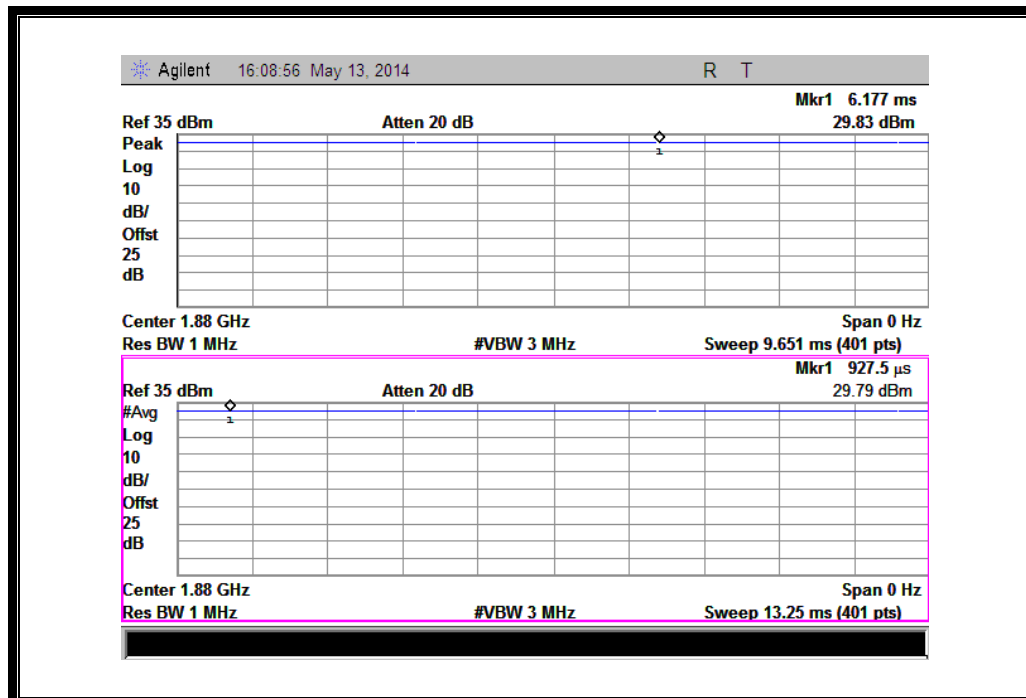 Agilent 16:08:56 May 13, 2014 R T
Mkr1 6.177 ms
Ref 35 dBm Atten 20 dB 29.83 dBm
Peak
Log
10
dB/
Offst
25
dB
1
Center 1.88 GHz Span 0 Hz
Res BW 1 MHz #VBW 3 MHz Sweep 9.651 ms (401 pts)
Mkr1 927.5 µs
Ref 35 dBm Atten 20 dB 29.79 dBm
#Avg
Log
10
dB/
Offst
25
dB
1
Center 1.88 GHz Span 0 Hz
Res BW 1 MHz #VBW 3 MHz Sweep 13.25 ms (401 pts)